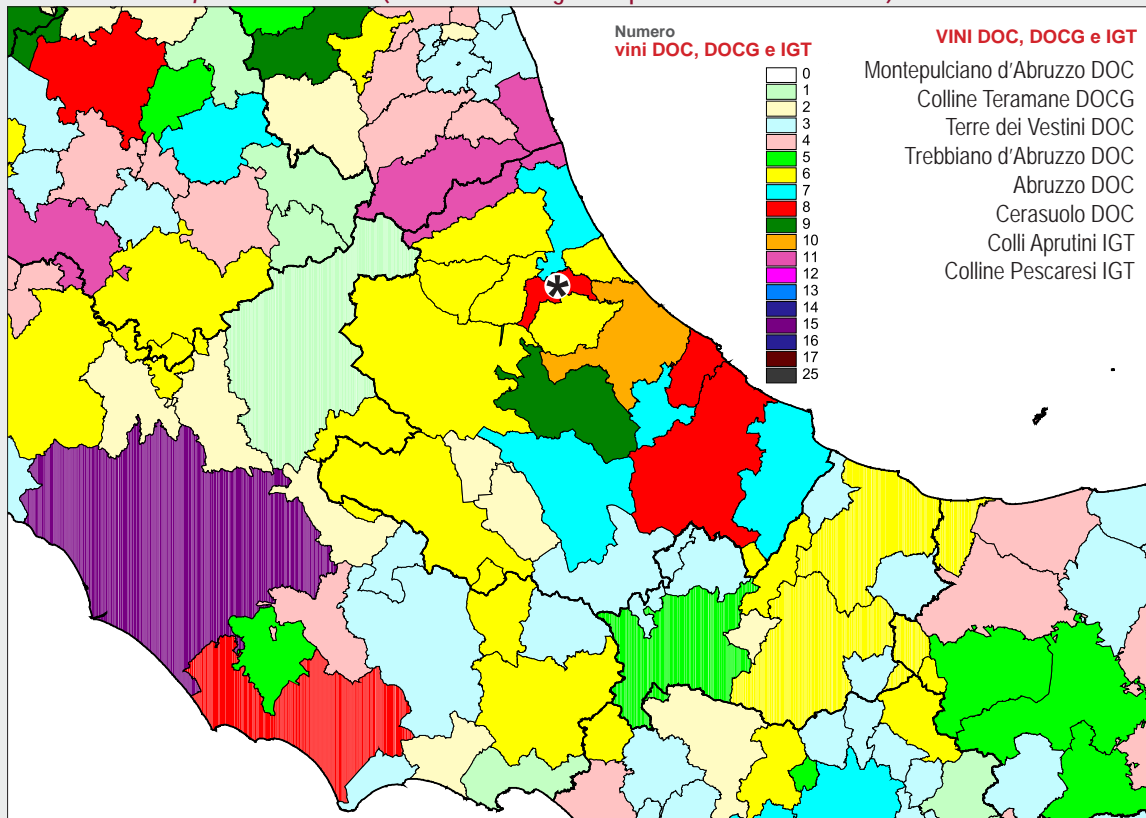 Numero
vini DOC, DOCG e IGT
0
1
2
3
4
5
6
7
8
9
10
11
12
13
14
15
16
17
25
VINI DOC, DOCG e IGT
Montepulciano d'Abruzzo DOC
Colline Teramane DOCG
Terre dei Vestini DOC
Trebbiano d'Abruzzo DOC
Abruzzo DOC
Cerasuolo DOC
Colli Aprutini IGT
Colline Pescaresi IGT
*